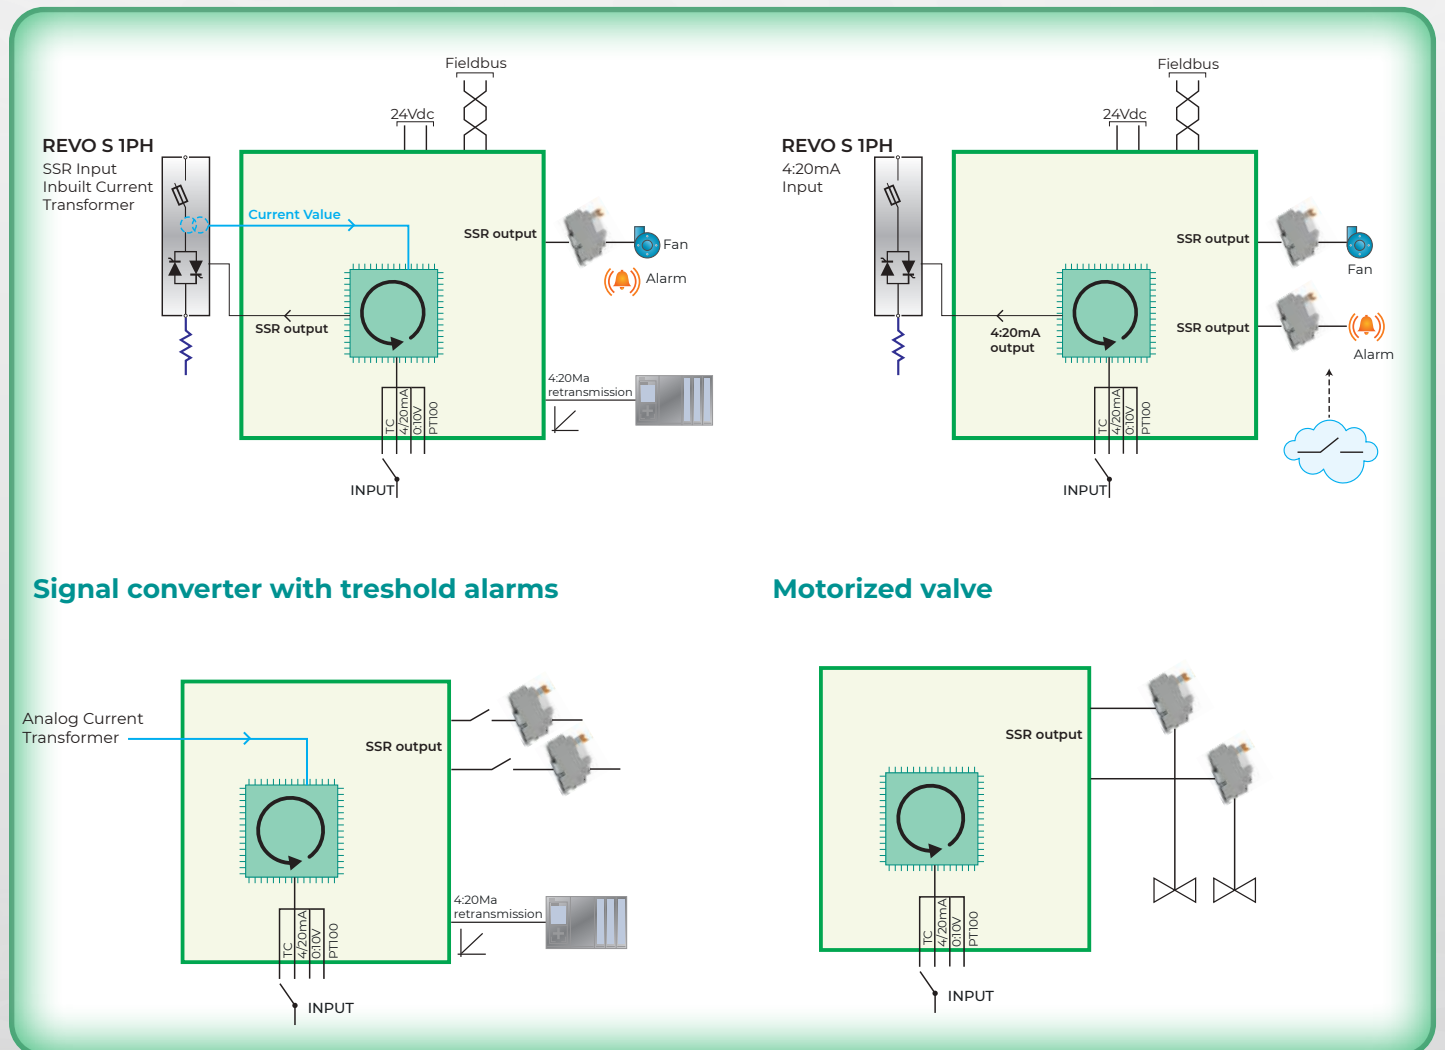 Fieldbus
24Vdc
REVO S 1PH
SSR Input
Inbuilt Current
Transformer
Current Value
SSR output
Fan
Alarm
SSR output
4:20Ma
retransmission
TC
4/20mA
0:10V
PT100
INPUT
Fieldbus
24Vdc
REVO S 1PH
4:20mA
Input
SSR output
Fan
SSR output
Alarm
4:20mA
output
TC
4/20mA
0:10V
PT100
INPUT
Signal converter with treshold alarms
Analog Current
Transformer
SSR output
4:20Ma
retransmission
TC
4/20mA
0:10V
PT100
INPUT
Motorized valve
SSR output
TC
4/20mA
0:10V
PT100
INPUT